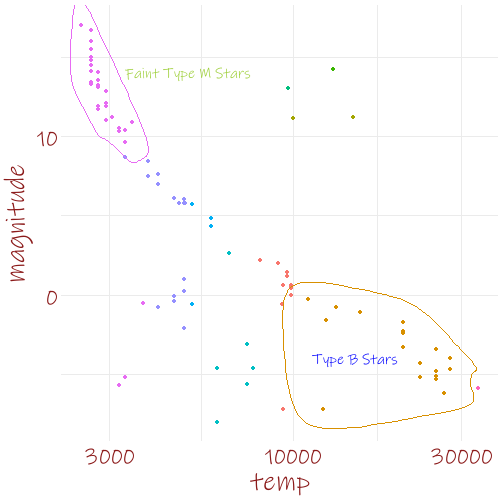 Faint Type M Stars
10
magnitude
0
Type B Stars
3000
10000
30000
temp